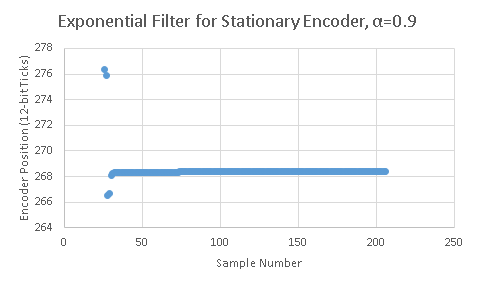 Exponential Filter for Stationary Encoder, α=0.9
Encoder Position (12-bit Ticks)
278
276
274
272
270
268
266
264
0 50 100 150 200 250
Sample Number